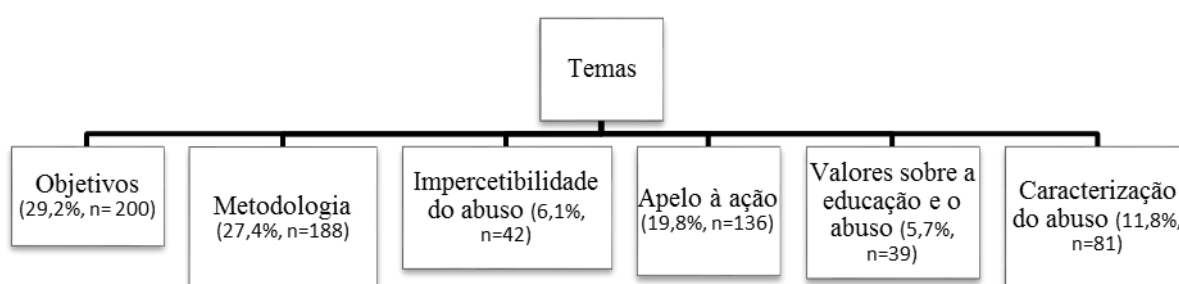 Temas
Objetivos
(29,2%, n= 200)
Metodologia
(27,4%, n=188)
Impercetibilidade
do abuso (6,1%,
n=42)
Apelo à ação
(19,8%, n=136)
Valores sobre a
educação e o
abuso (5,7%,
n=39)
Caracterização
do abuso (11,8%,
n=81)